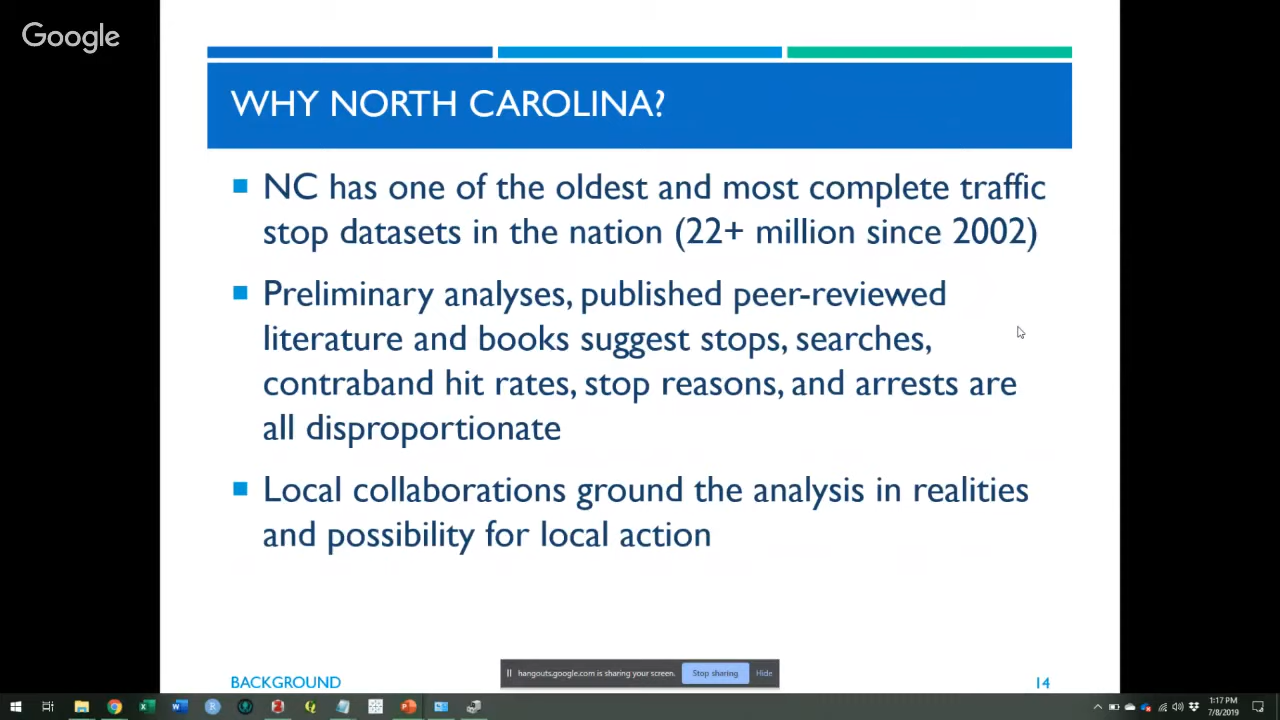 Google
WHY NORTH CAROLINA?
NC has one of the oldest and most complete traffic
stop datasets in the nation (22+ million since 2002)
Preliminary analyses, published peer-reviewed
literature and books suggest stops, searches,
contraband hit rates, stop reasons, and arrests are
all disproportionate
Local collaborations ground the analysis in realities
and possibility for local action
BACKGROUND
hangouts.google.com is sharing your screen. Stop sharing Hide
14
1:17 PM
7/8/2019